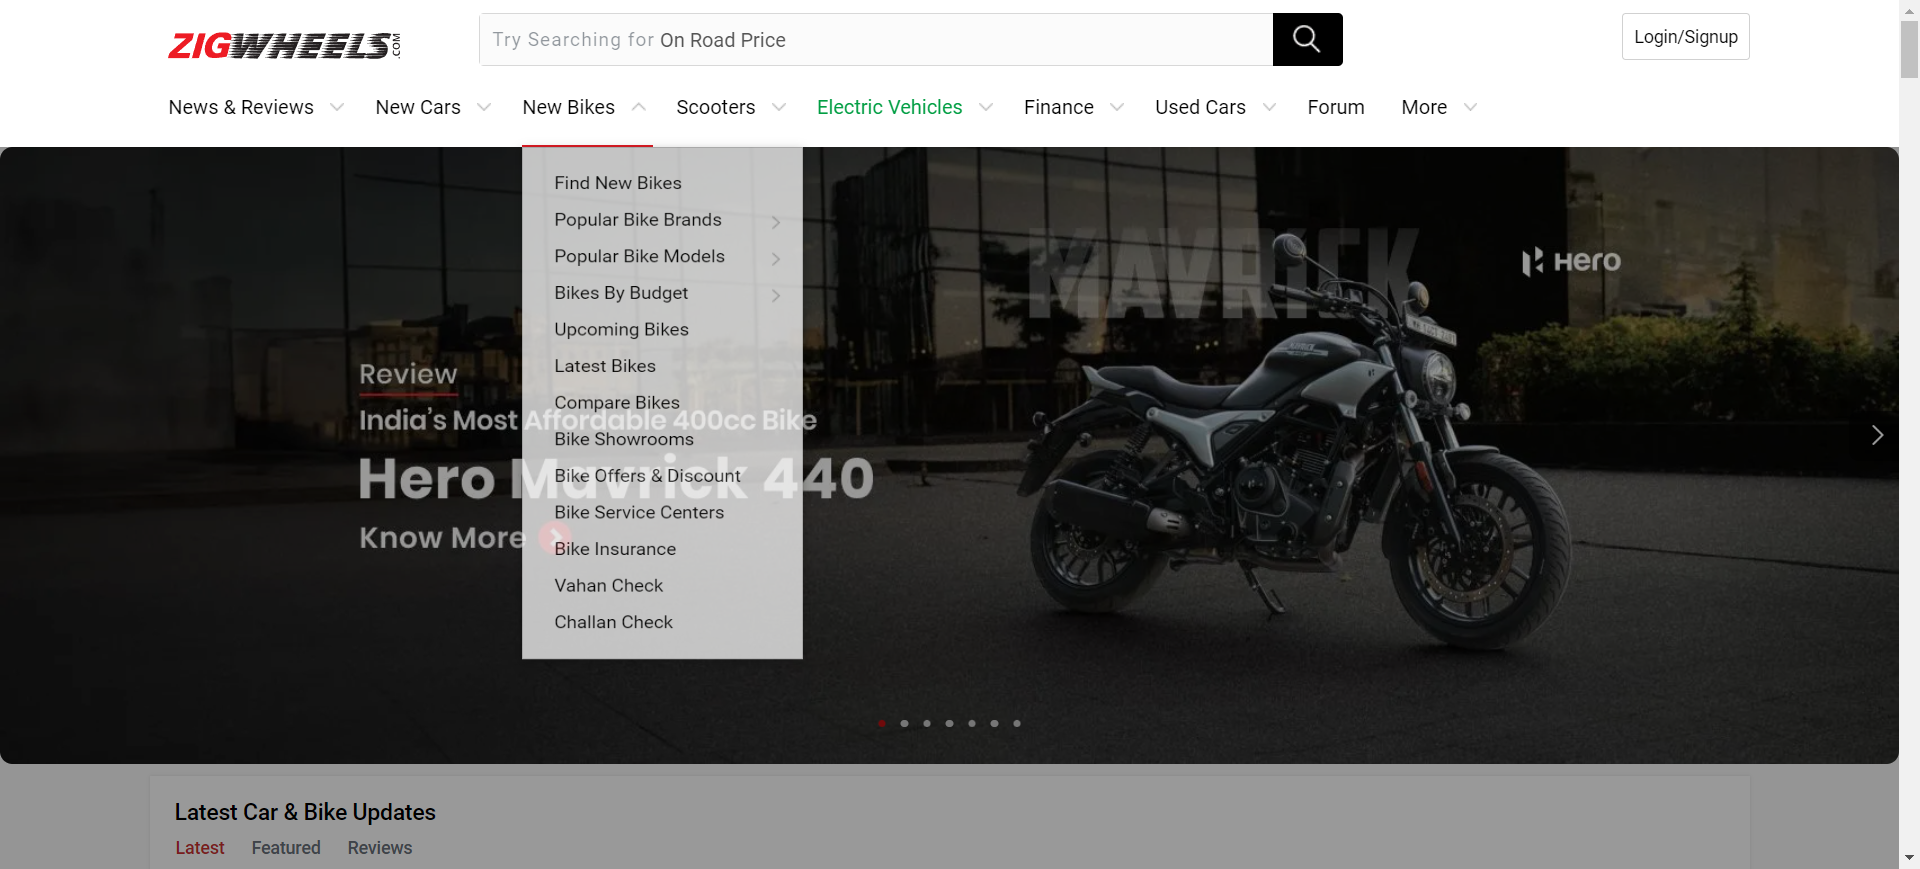 ZIGWHEELS.COM
Try Searching for On Road Price
Login/Signup
News & Reviews
New Cars
New Bikes
Scooters
Electric Vehicles
Finance
Used Cars
Forum
More
Find New Bikes
Popular Bike Brands
Popular Bike Models
Bikes By Budget
Upcoming Bikes
Latest Bikes
Compare Bikes
Bike Showrooms
Bike Offers & Discount
Bike Service Centers
Bike Insurance
Vahan Check
Challan Check
MAVRICK
Hero
Review
India's Most Affordable 400cc Bike
Hero Mavrick 440
Know More
Latest Car & Bike Updates
Latest
Featured
Reviews